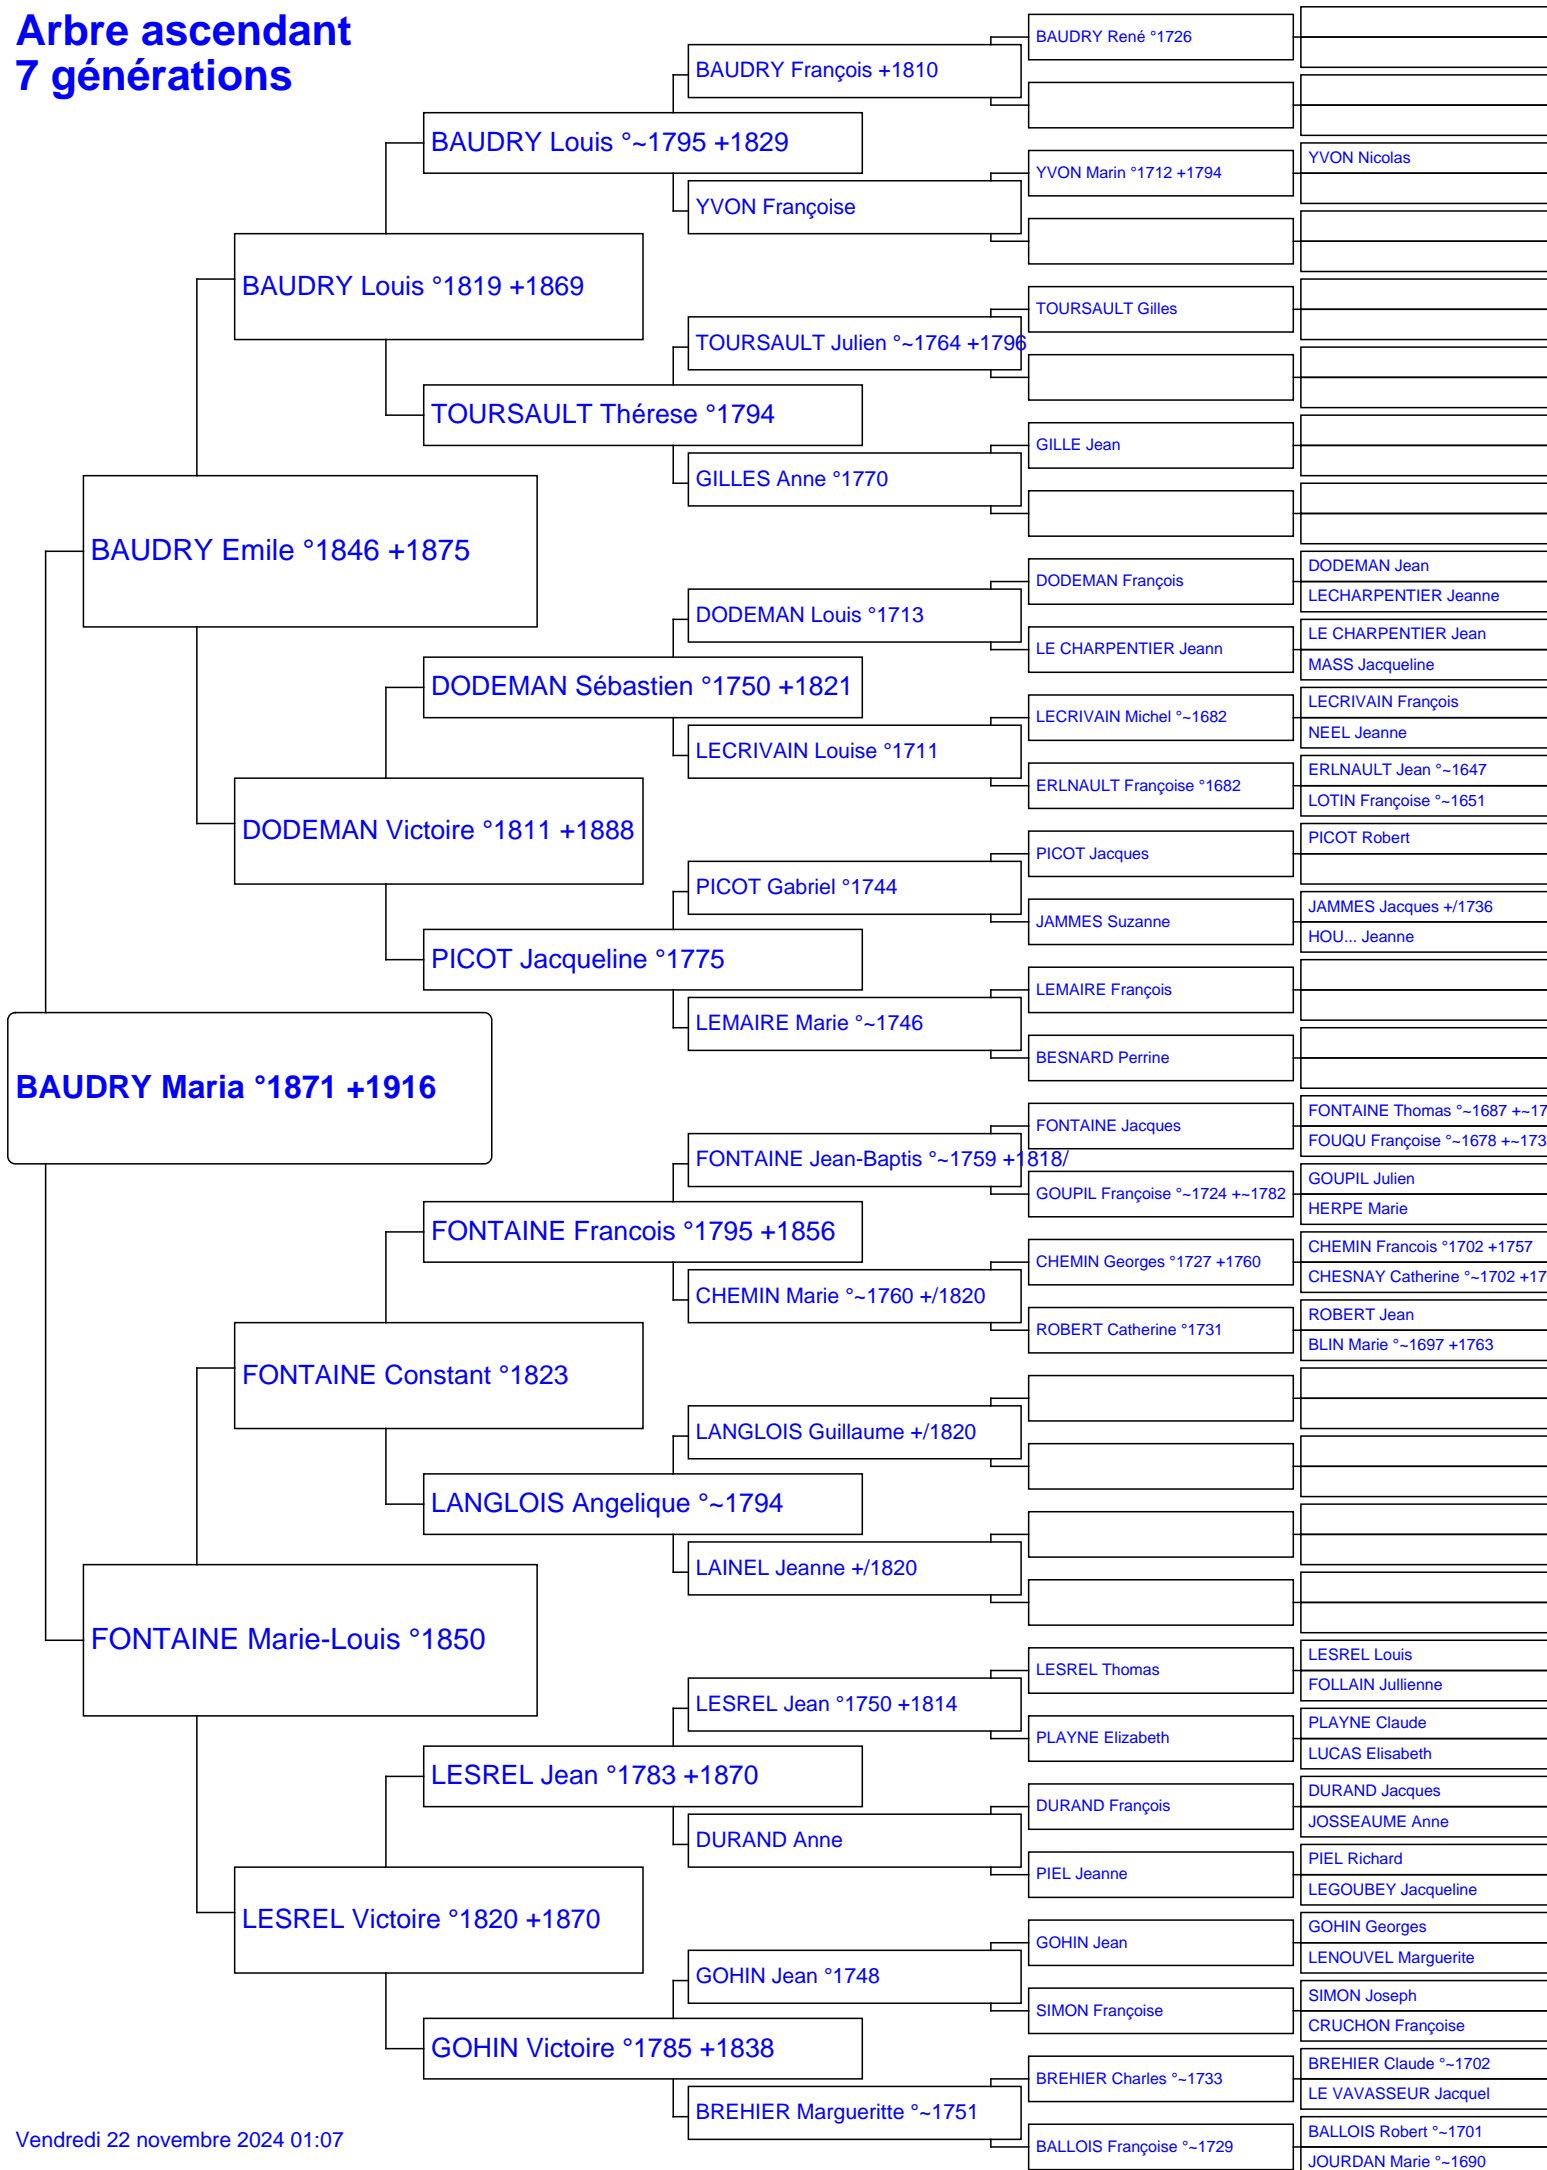 Arbre ascendant
7 générations
BAUDRY Maria °1871 +1916
BAUDRY Emile °1846 +1875
FONTAINE Marie-Louis °1850
BAUDRY Louis °1819 +1869
DODEMAN Victoire °1811 +1888
FONTAINE Constant °1823
LESREL Victoire °1820 +1870
BAUDRY Louis °~1795 +1829
TOURSAULT Thérese °1794
DODEMAN Sébastien °1750 +1821
PICOT Jacqueline °1775
FONTAINE Francois °1795 +1856
LANGLOIS Angelique °~1794
LESREL Jean °1783 +1870
GOHIN Victoire °1785 +1838
BAUDRY François +1810
YVON Françoise
TOURSAULT Julien °~1764 +1796
GILLES Anne °1770
DODEMAN Louis °1713
LECRIVAIN Louise °1711
PICOT Gabriel °1744
LEMAIRE Marie °~1746
FONTAINE Jean-Baptis °~1759 +1818/
CHEMIN Marie °~1760 +/1820
LANGLOIS Guillaume +/1820
LAINEL Jeanne +/1820
LESREL Jean °1750 +1814
DURAND Anne
GOHIN Jean °1748
BREHIER Margueritte °~1751
BAUDRY René °1726
YVON Marin °1712 +1794
TOURSAULT Gilles
GILLE Jean
DODEMAN François
LE CHARPENTIER Jeann
LECRIVAIN Michel °~1682
ERLNAULT Françoise °1682
PICOT Jacques
JAMMES Suzanne
LEMAIRE François
BESNARD Perrine
FONTAINE Jacques
GOUPIL Françoise °~1724 +~1782
CHEMIN Georges °1727 +1760
ROBERT Catherine °1731
LESREL Thomas
PLAYNE Elizabeth
DURAND François
PIEL Jeanne
GOHIN Jean
SIMON Françoise
BREHIER Charles °~1733
BALLOIS Françoise °~1729
YVON Nicolas
DODEMAN Jean
LECHARPENTIER Jeanne
LE CHARPENTIER Jean
MASS Jacqueline
LECRIVAIN François
NEEL Jeanne
ERLNAULT Jean °~1647
LOTIN Françoise °~1651
PICOT Robert
JAMMES Jacques +/1736
HOU... Jeanne
FONTAINE Thomas °~1687 +~17
FOUQU Françoise °~1678 +~173
GOUPIL Julien
HERPE Marie
CHEMIN Francois °1702 +1757
CHESNAY Catherine °~1702 +17
ROBERT Jean
BLIN Marie °~1697 +1763
LESREL Louis
FOLLAIN Jullienne
PLAYNE Claude
LUCAS Elisabeth
DURAND Jacques
JOSSEAUME Anne
PIEL Richard
LEGOUBEY Jacqueline
GOHIN Georges
LENOUVEL Marguerite
SIMON Joseph
CRUCHON Françoise
BREHIER Claude °~1702
LE VAVASSEUR Jacquel
BALLOIS Robert °~1701
JOURDAN Marie °~1690
Vendredi 22 novembre 2024 01:07